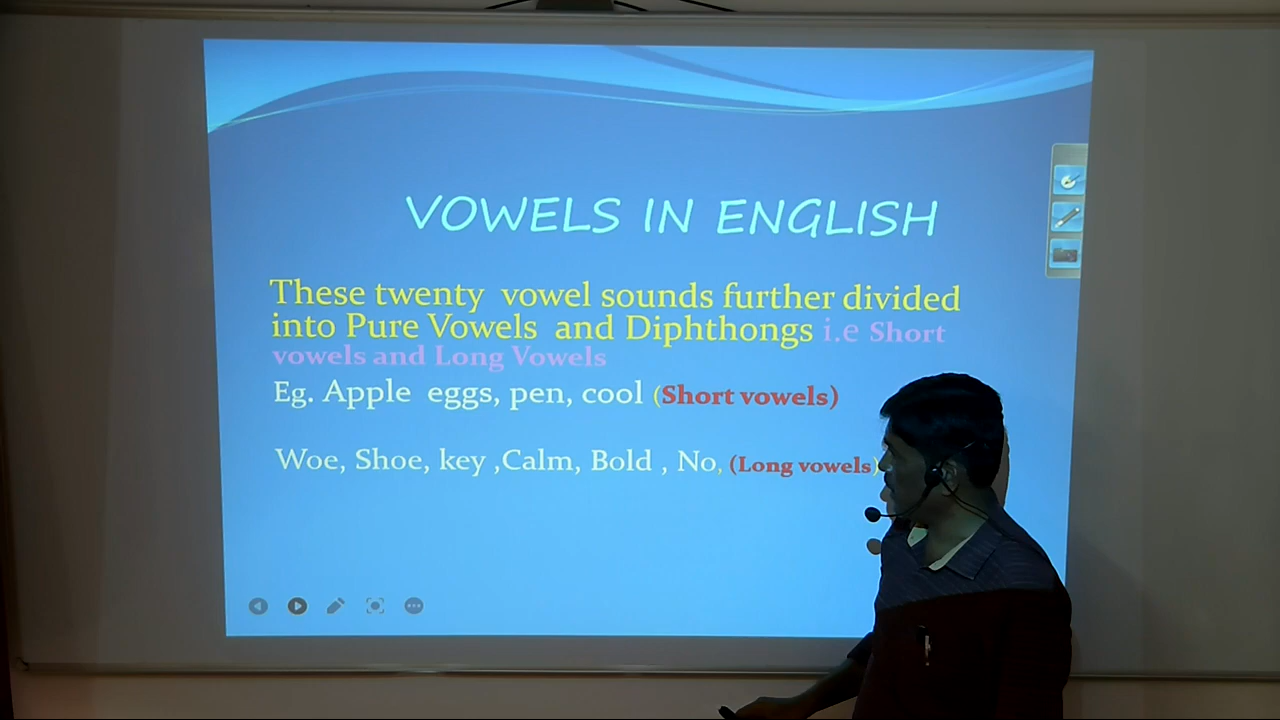 VOWELS IN ENGLISH
These twenty vowel sounds further divided
into Pure Vowels and Diphthongs i.e Short
vowels and Long Vowels
Eg. Apple eggs, pen, cool (Short vowels)
Woe, Shoe, key ,Calm, Bold , No, (Long vowels)